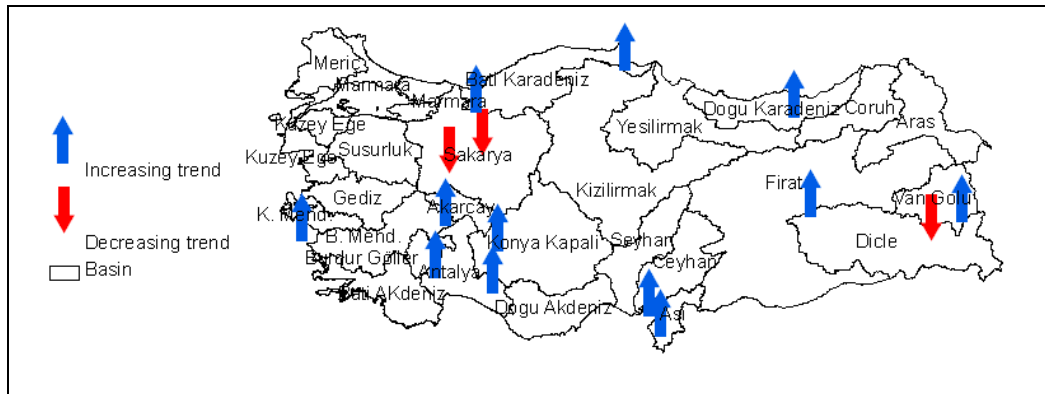 Meriç
Marmara
Marmara
Bati Karadeniz
Dogu Karadeniz
Coruh
Aras
Kuzey Ege
Kuzey Ege
Susurluk
Sakarya
Yesilirmak
Kizilirmak
Firat
Van Golu
Gediz
K. Mend.
Akarcay
B. Mend.
Burdur Göller
Antalya
Konya Kapali
Seyhan
Ceyhan
Dicle
Bati AKdeniz
Dogu Akdeniz
Asi
Increasing trend
Decreasing trend
Basin